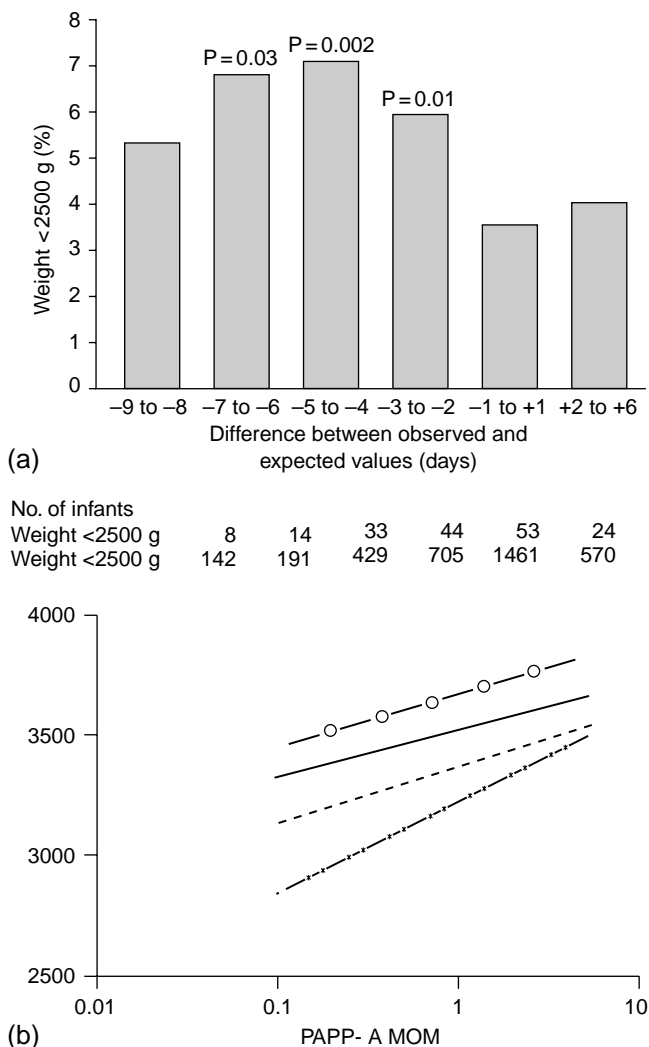 8
7
6
5
4
3
2
1
0
Weight <2500 g (%)
P=0.03
P=0.002
P=0.01
–9 to –8 –7 to –6 –5 to –4 –3 to –2 –1 to +1 +2 to +6
Difference between observed and
expected values (days)
(a)
No. of infants
Weight <2500 g 8 14 33 44 53 24
Weight <2500 g 142 191 429 705 1461 570
4000
3500
3000
2500
0.01 0.1 1 10
PAPP- A MOM
(b)